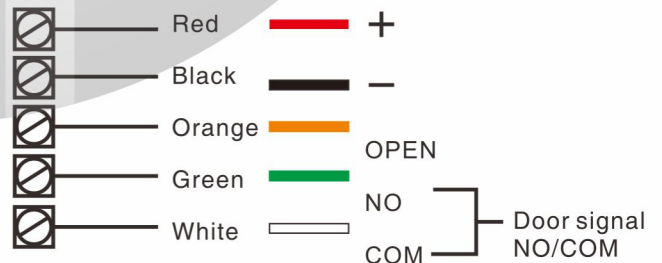 Red +
Black −
Orange
OPEN
Green
NO
White
COM
Door signal
NO/COM